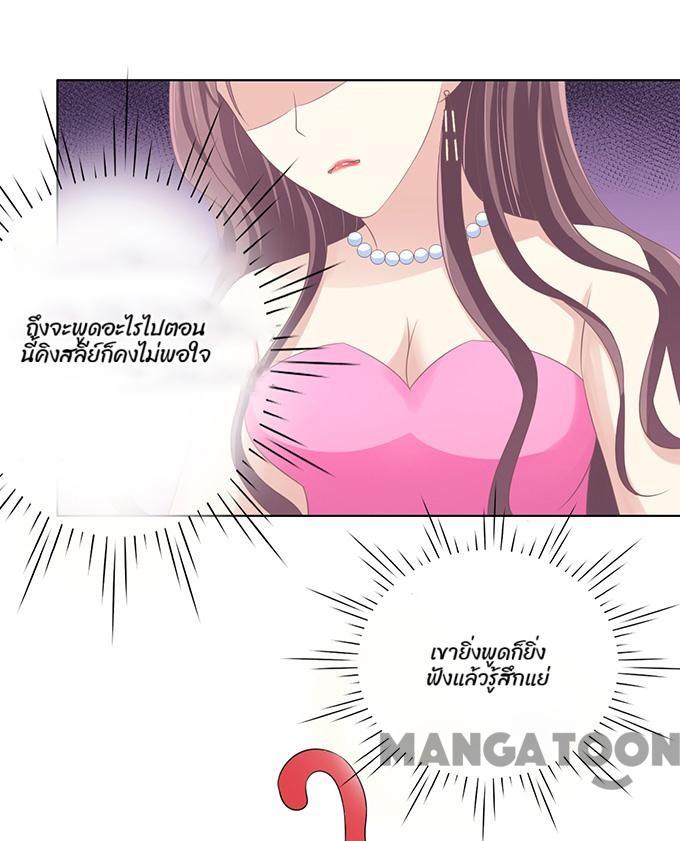 ถึงจะพูดอะไรไปตอน
นี้คิงสลีย์ก็คงไม่พอใจ
เขายิ่งพูดก็ยิ่ง
ฟังแล้วรู้สึกแย่
MANGATOON